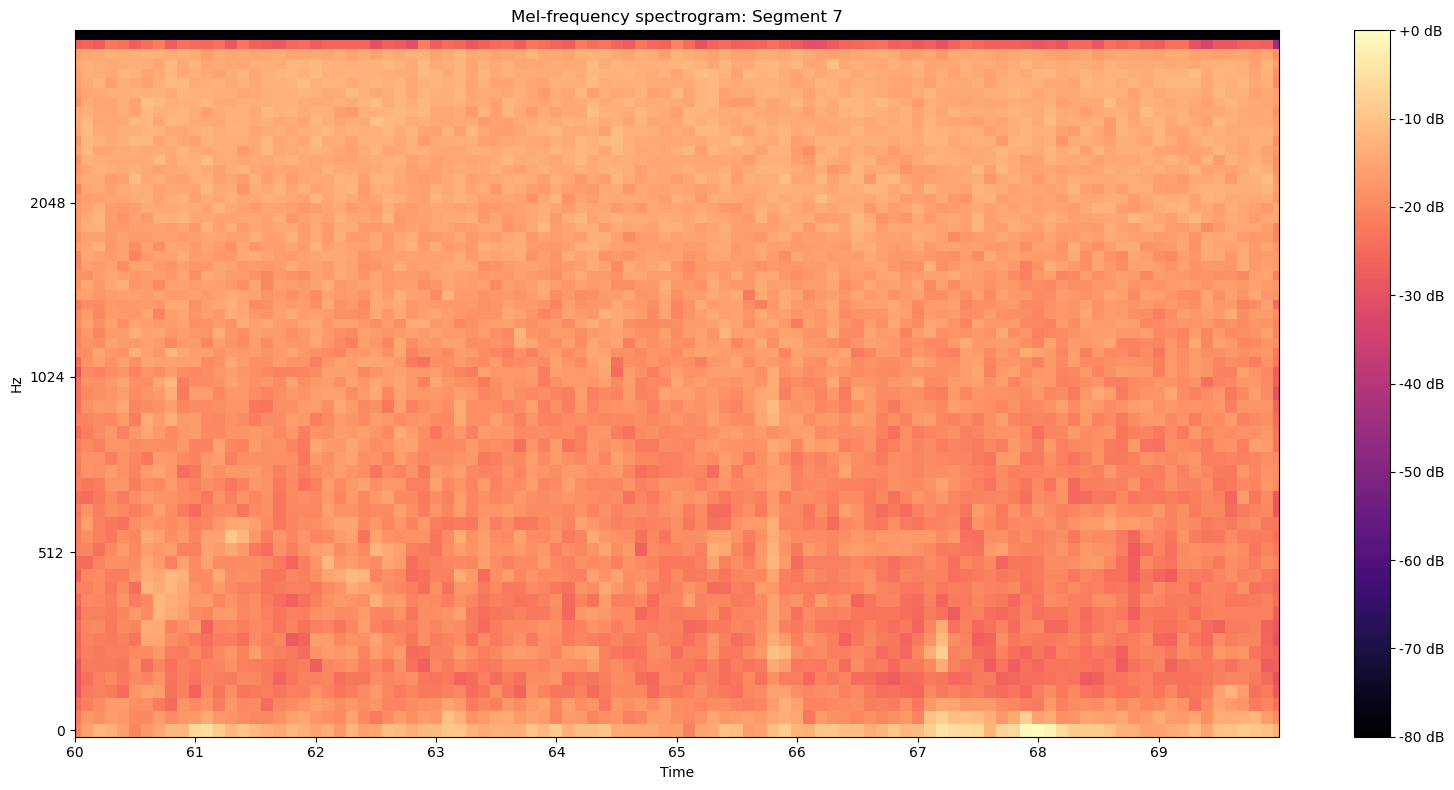 Mel-frequency spectrogram: Segment 7
Hz
2048
1024
512
0
60 61 62 63 64 65 66 67 68 69
Time
+0 dB
-10 dB
-20 dB
-30 dB
-40 dB
-50 dB
-60 dB
-70 dB
-80 dB